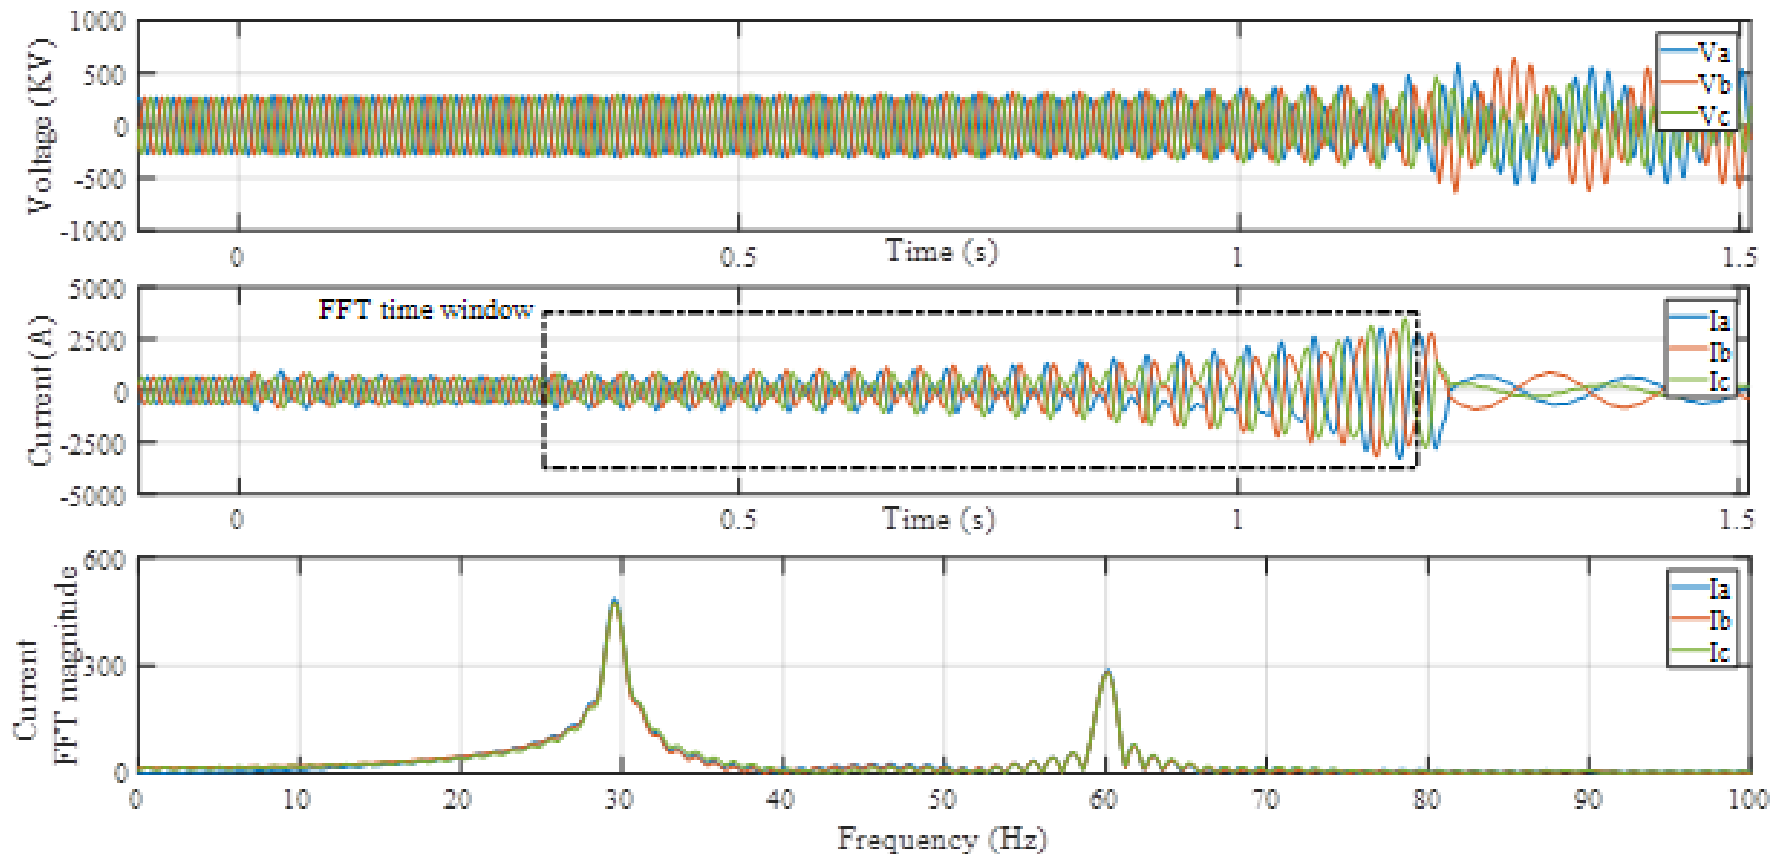 1000
500
0
-500
-1000
Voltage (KV)
Va
Vb
Vc
0
0.5
1
1.5
Time (s)
5000
2500
0
-2500
-5000
Current (A)
FFT time window
Ia
Ib
Ic
0
0.5
1
1.5
Time (s)
600
300
0
Current
FFT magnitude
Ia
Ib
Ic
0
10
20
30
40
50
60
70
80
90
100
Frequency (Hz)